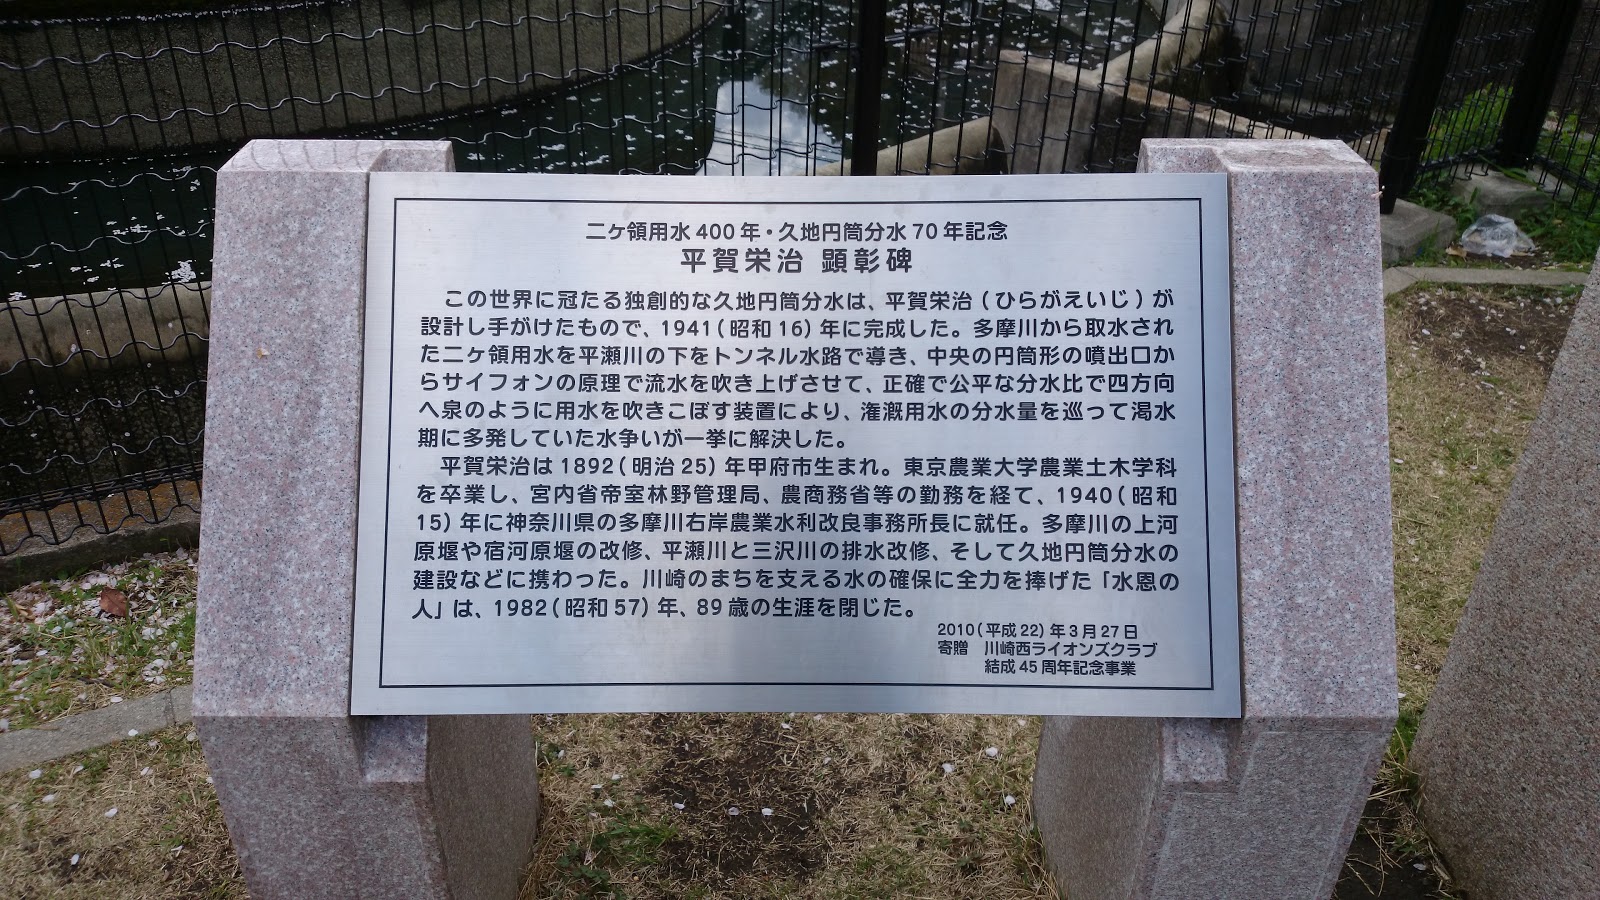 二ヶ領用水400年・久地円筒分水70年記念
平賀栄治 顕彰碑
この世界に冠たる独創的な久地円筒分水は、平賀栄治(ひらがえいじ)が
設計し手がけたもので、1941(昭和16)年に完成した。多摩川から取水され
た二ヶ領用水を平瀬川の下をトンネル水路で導き、中央の円筒形の噴出口か
らサイフォンの原理で流水を吹き上げさせて、正確で公平な分水比で四方向
へ泉のように用水を吹きこぼす装置により、潅漑用水の分水量を巡って渇水
期に多発していた水争いが一挙に解決した。
平賀栄治は1892(明治25)年甲府市生まれ。東京農業大学農業土木学科
を卒業し、宮内省帝室林野管理局、農商務省等の勤務を経て、1940(昭和
15)年に神奈川県の多摩川右岸農業水利改良事務所長に就任。多摩川の上河
原堰や宿河原堰の改修、平瀬川と三沢川の排水改修、そして久地円筒分水の
建設などに携わった。川崎のまちを支える水の確保に全力を捧げた「水恩の
人」は、1982(昭和57)年、89歳の生涯を閉じた。
2010(平成22)年3月27日
寄贈 川崎西ライオンズクラブ
結成45周年記念事業